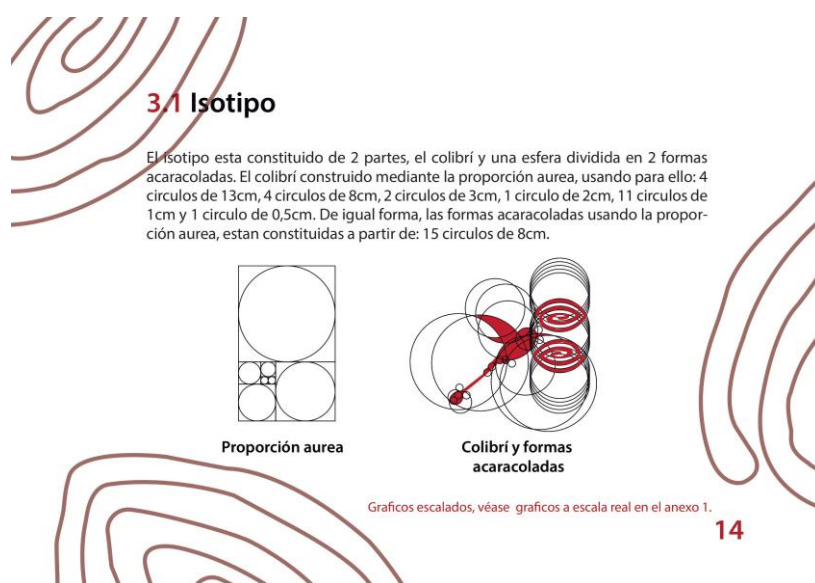 3.1 Isotipo
El isotipo esta constituido de 2 partes, el colibrí y una esfera dividida en 2 formas
acaracoladas. El colibrí construido mediante la proporción aurea, usando para ello: 4
circulos de 13cm, 4 circulos de 8cm, 2 circulos de 3cm, 1 circulo de 2cm, 11 circulos de
1cm y 1 circulo de 0,5cm. De igual forma, las formas acaracoladas usando la propor-
ción aurea, estan constituidas a partir de: 15 circulos de 8cm.
Proporción aurea
Colibrí y formas
acaracoladas
Graficos escalados, véase graficos a escala real en el anexo 1.
14